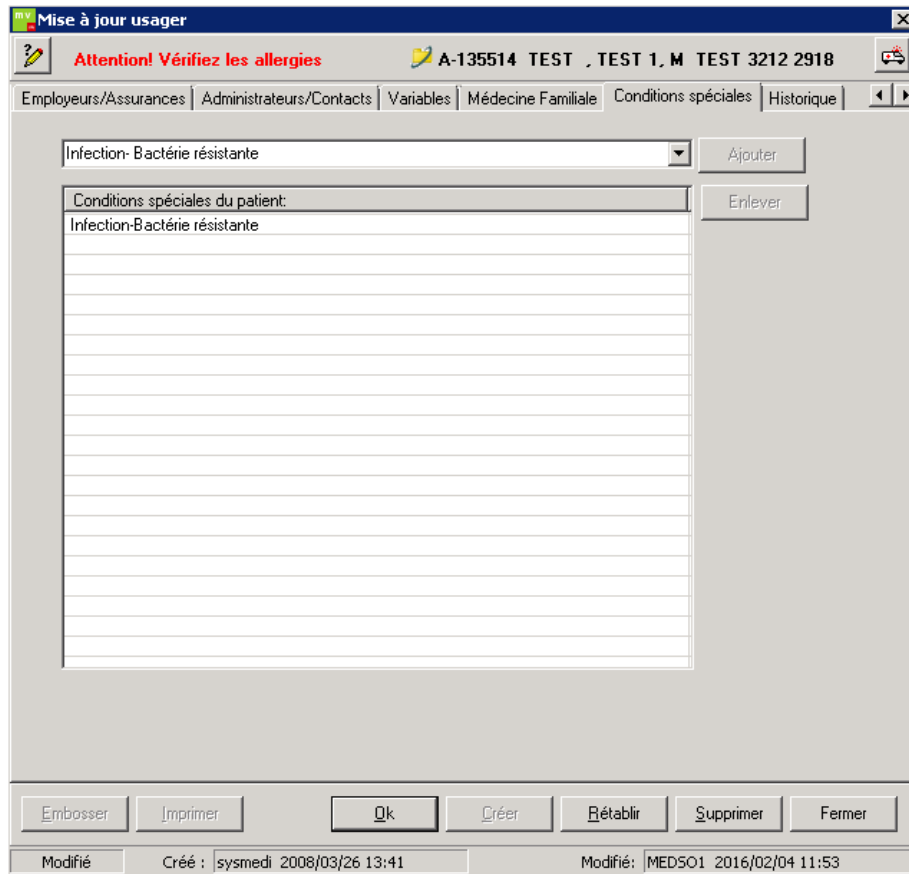 mv Mise à jour usager
Attention! Vérifiez les allergies A-135514 TEST , TEST 1, M TEST 3212 2918
Employeurs/Assurances Administrateurs/Contacts Variables Médecine Familiale Conditions spéciales Historique
Infection- Bactérie résistante Ajouter
Conditions spéciales du patient: Enlever
Infection-Bactérie résistante
Embosser Imprimer Ok Créer Rétablir Supprimer Fermer
Modifié Créé : sysmedi 2008/03/26 13:41 Modifié: MEDSO1 2016/02/04 11:53